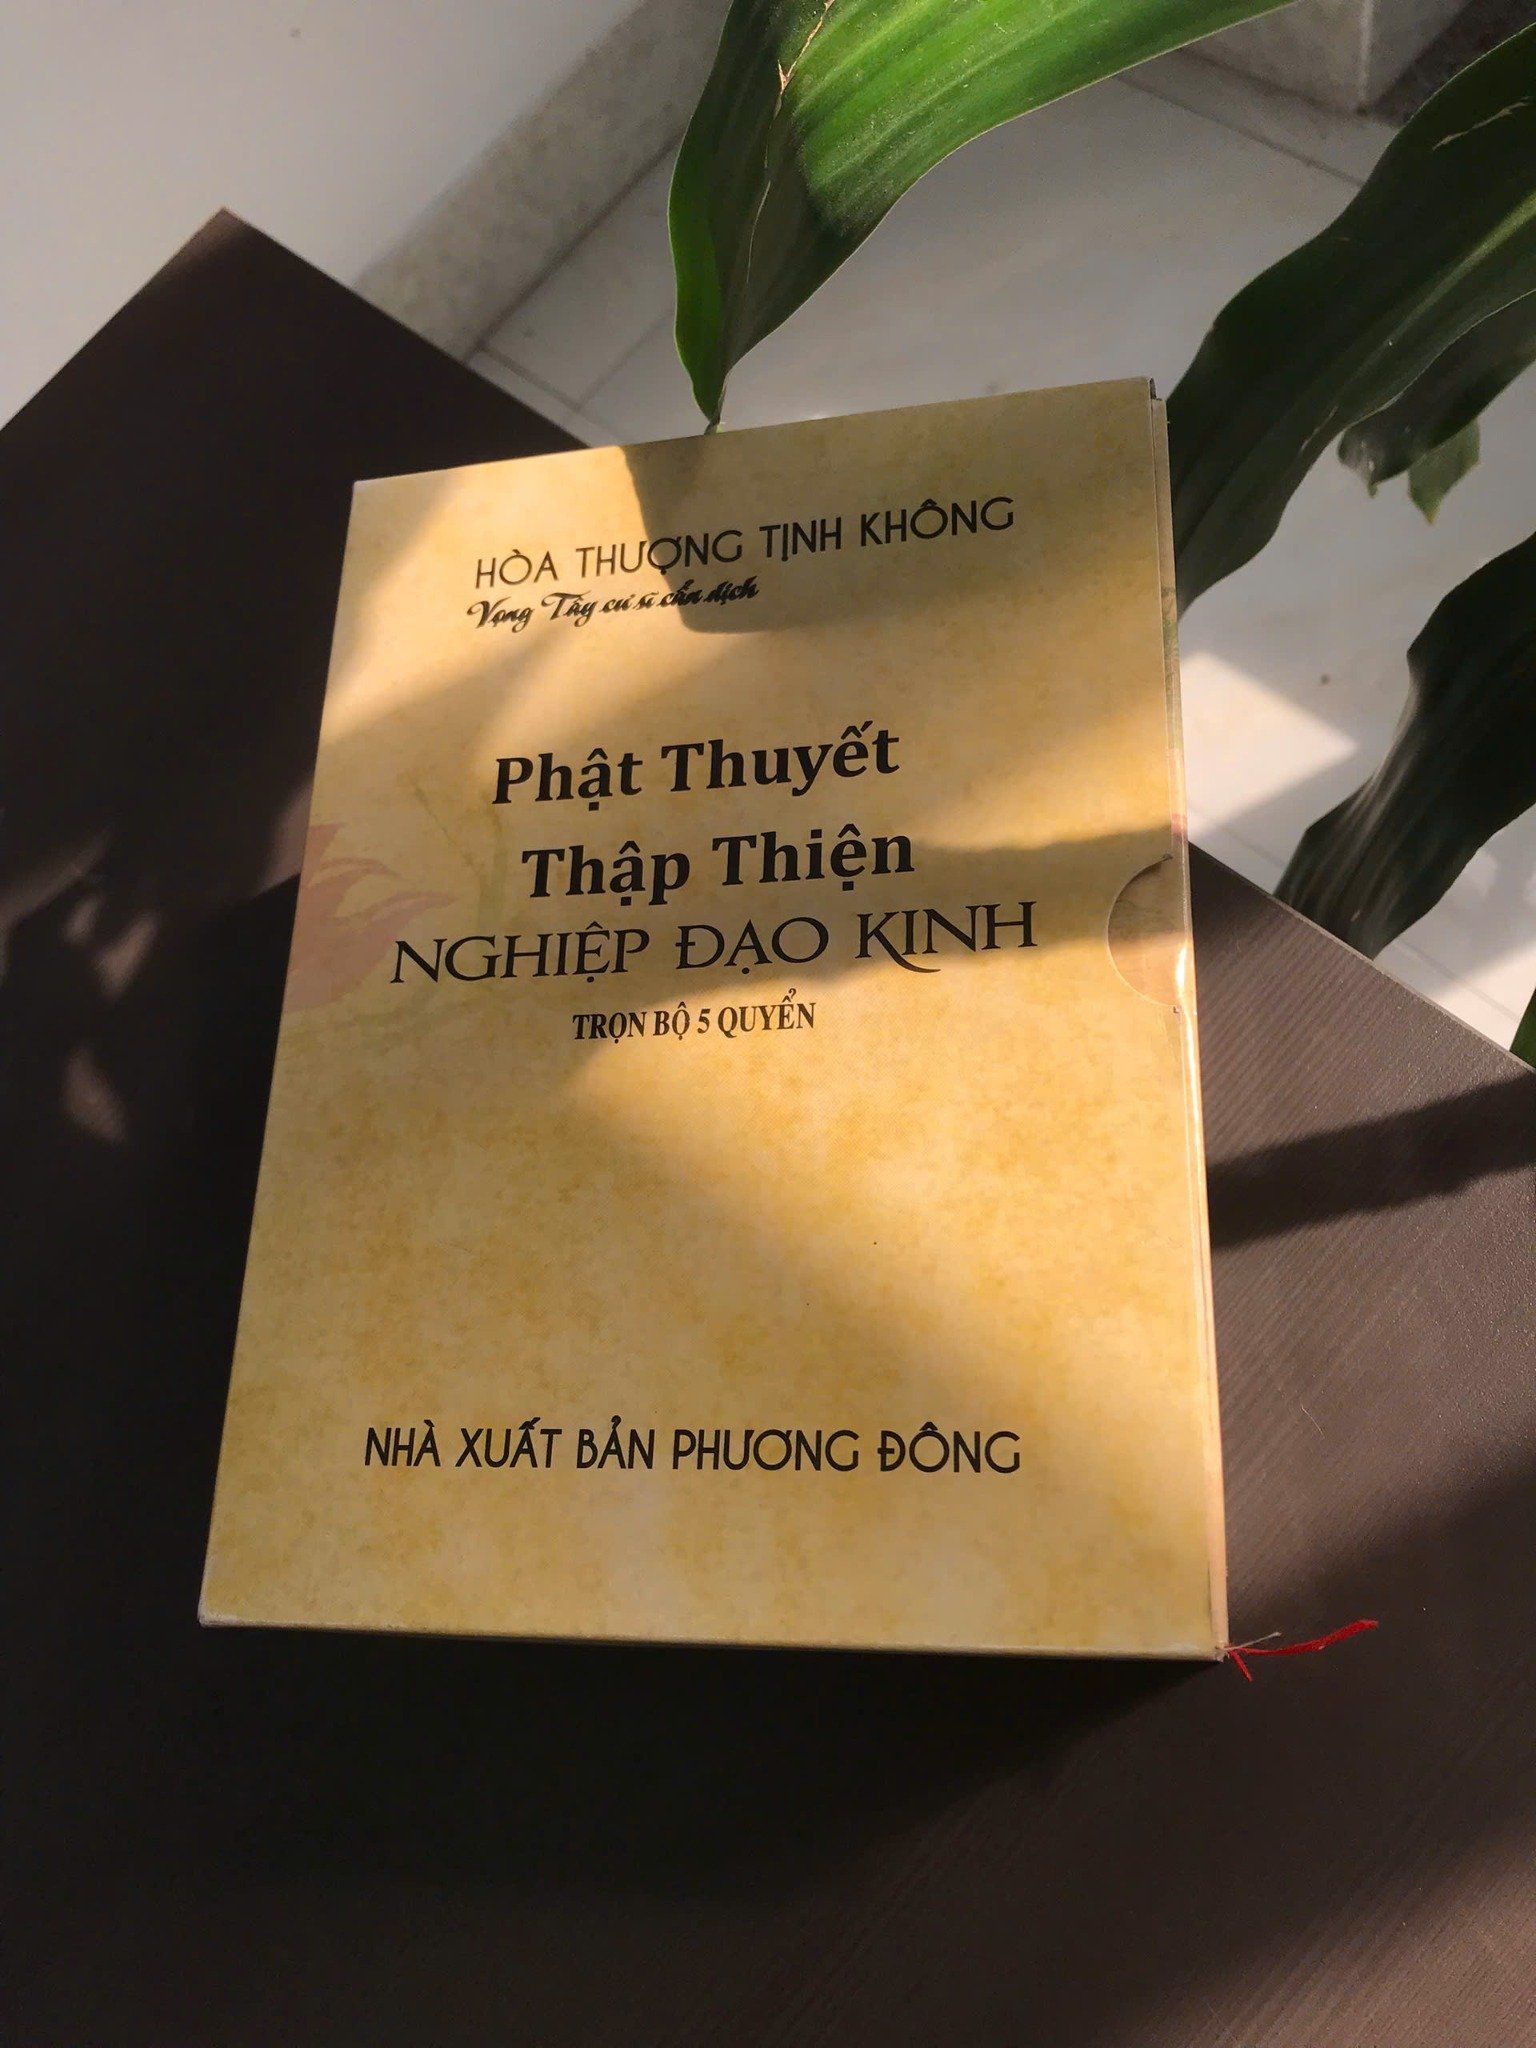 HÒA THƯỢNG TỊNH KHÔNG
Vọng Tây cư sĩ cẩn dịch
Phật Thuyết
Thập Thiện
NGHIỆP ĐẠO KINH
TRỌN BỘ 5 QUYỂN
NHÀ XUẤT BẢN PHƯƠNG ĐÔNG